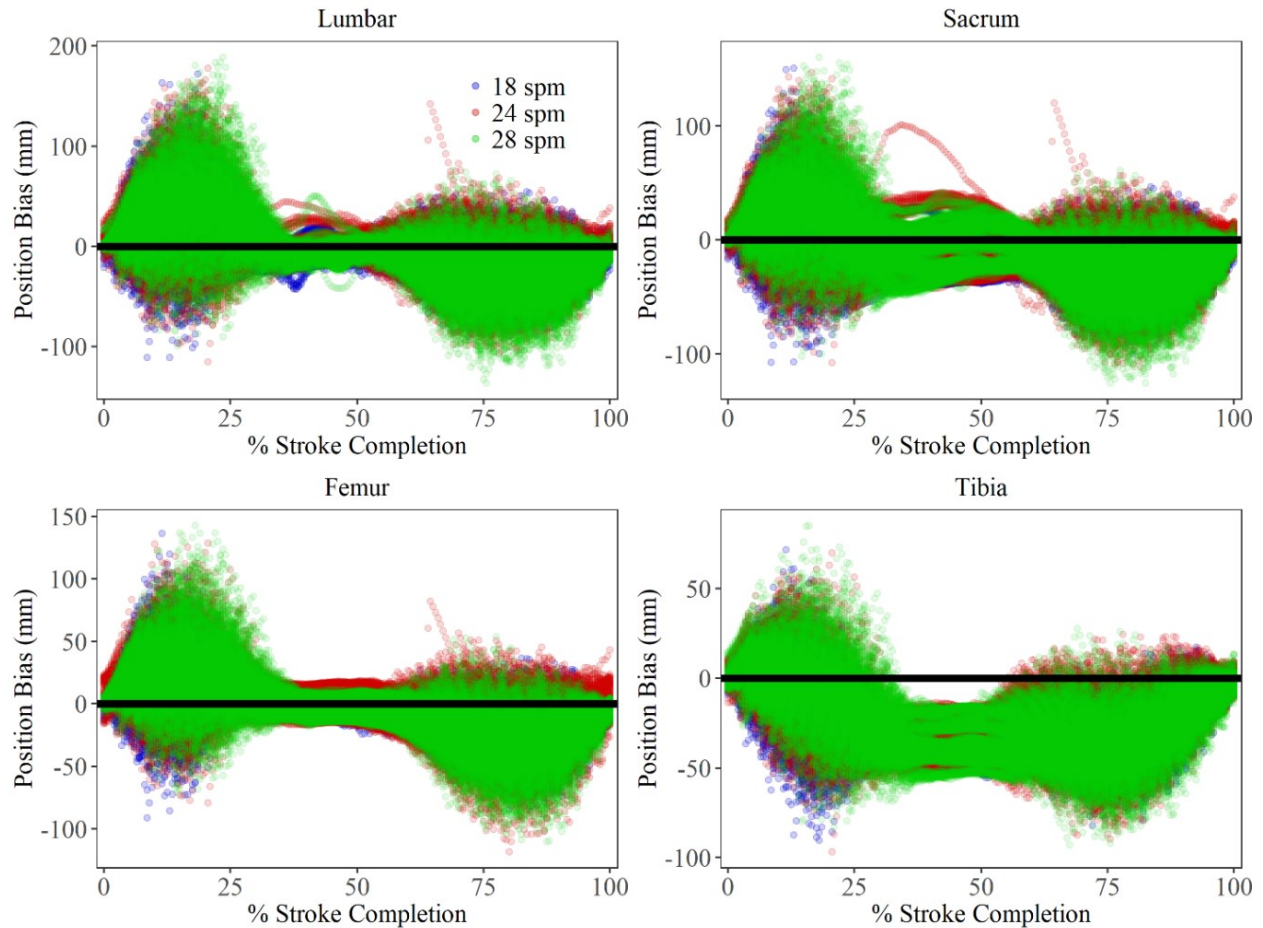 Lumbar
200
100
0
-100
Position Bias (mm)
18 spm
24 spm
28 spm
0 25 50 75 100
% Stroke Completion
Sacrum
100
0
-100
Position Bias (mm)
0 25 50 75 100
% Stroke Completion
Femur
150
100
50
0
-50
-100
Position Bias (mm)
0 25 50 75 100
% Stroke Completion
Tibia
50
0
-50
-100
Position Bias (mm)
0 25 50 75 100
% Stroke Completion